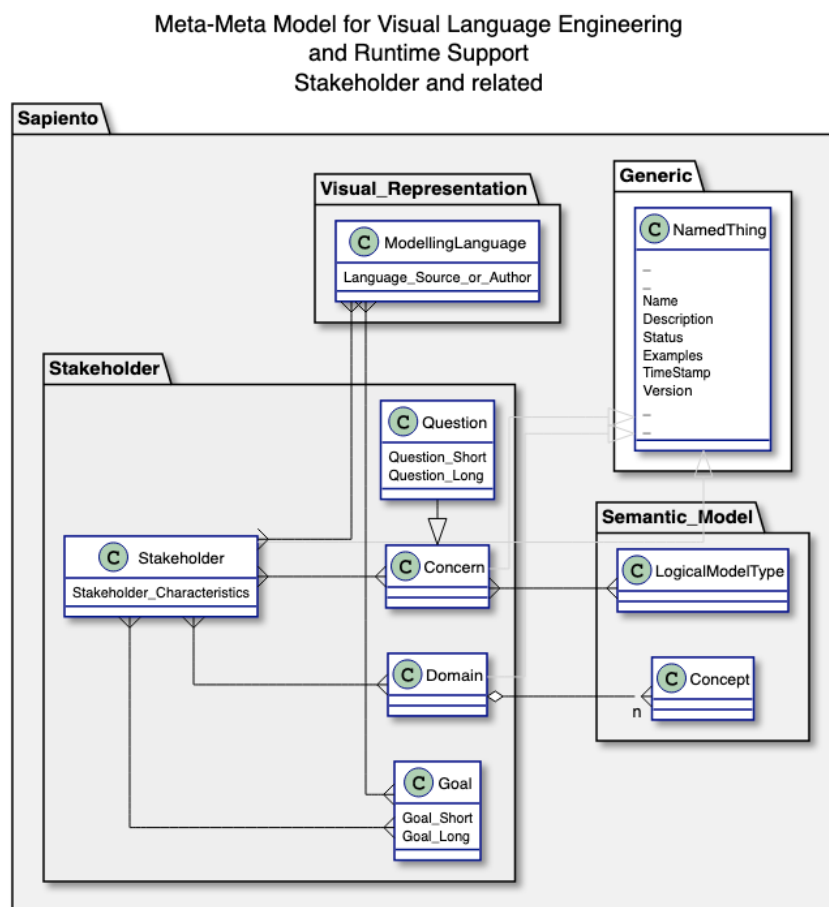 Meta-Meta Model for Visual Language Engineering
and Runtime Support
Stakeholder and related
Sapiento
Visual_Representation
C ModellingLanguage
Language_Source_or_Author
Generic
C NamedThing
_
_
Name
Description
Status
Examples
TimeStamp
Version
_
_
Stakeholder
C Question
Question_Short
Question_Long
C Stakeholder
Stakeholder_Characteristics
C Concern
C Domain
C Goal
Goal_Short
Goal_Long
Semantic_Model
C LogicalModelType
C Concept
n